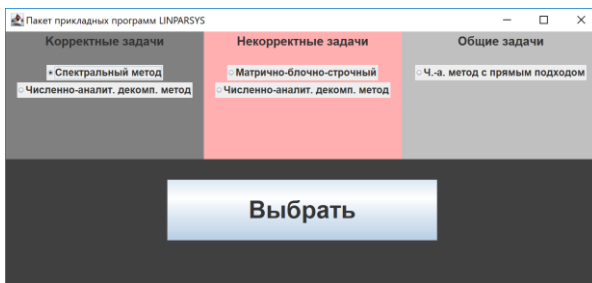 Пакет прикладных программ LINPARSYS
Корректные задачи
Спектральный метод
Численно-аналит. декомп. метод
Некорректные задачи
Матрично-блочно-строчный
Численно-аналит. декомп. метод
Общие задачи
Ч.-а. метод с прямым подходом
Выбрать